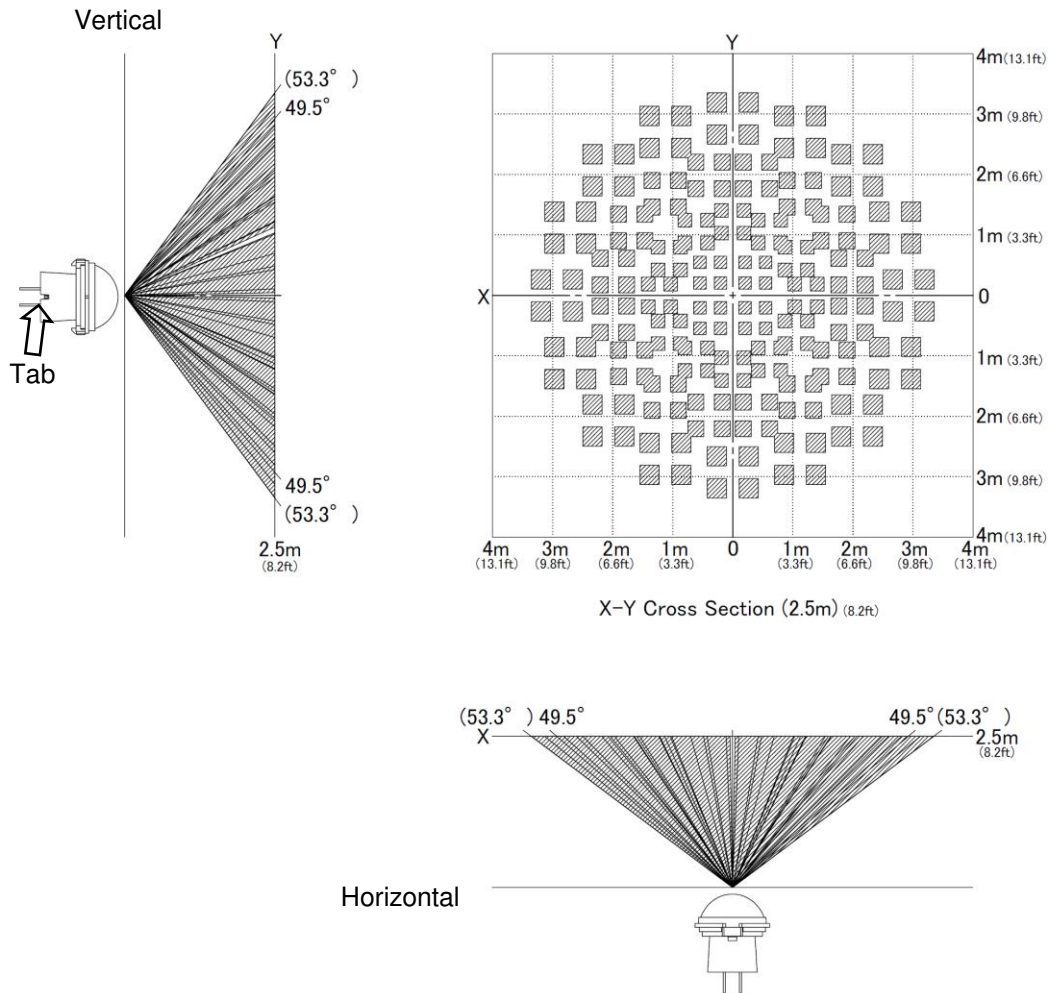 Vertical
Y
(53.3° )
49.5°
Tab
49.5°
(53.3° )
2.5m
(8.2ft)
Y
4m(13.1ft)
3m (9.8ft)
2m (6.6ft)
1m (3.3ft)
X
0
1m (3.3ft)
2m (6.6ft)
3m (9.8ft)
4m(13.1ft)
4m 3m 2m 1m 0 1m 2m 3m 4m
(13.1ft) (9.8ft) (6.6ft) (3.3ft) (3.3ft) (6.6ft) (9.8ft) (13.1ft)
X-Y Cross Section (2.5m) (8.2ft)
(53.3° ) 49.5° 49.5° (53.3° )
X 2.5m
(8.2ft)
Horizontal